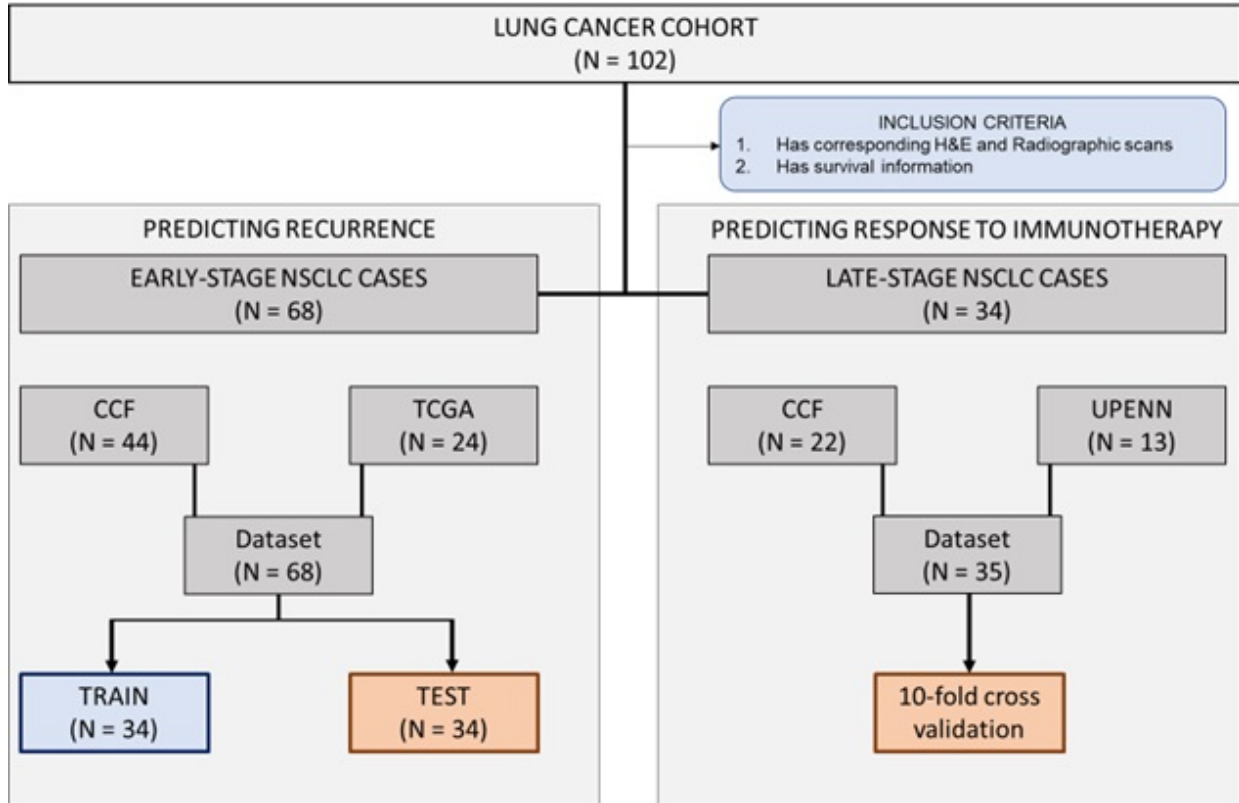 LUNG CANCER COHORT
(N = 102)
INCLUSION CRITERIA
1. Has corresponding H&E and Radiographic scans
2. Has survival information
PREDICTING RECURRENCE
EARLY-STAGE NSCLC CASES
(N = 68)
CCF
(N = 44)
TCGA
(N = 24)
Dataset
(N = 68)
TRAIN
(N = 34)
TEST
(N = 34)
PREDICTING RESPONSE TO IMMUNOTHERAPY
LATE-STAGE NSCLC CASES
(N = 34)
CCF
(N = 22)
UPENN
(N = 13)
Dataset
(N = 35)
10-fold cross
validation